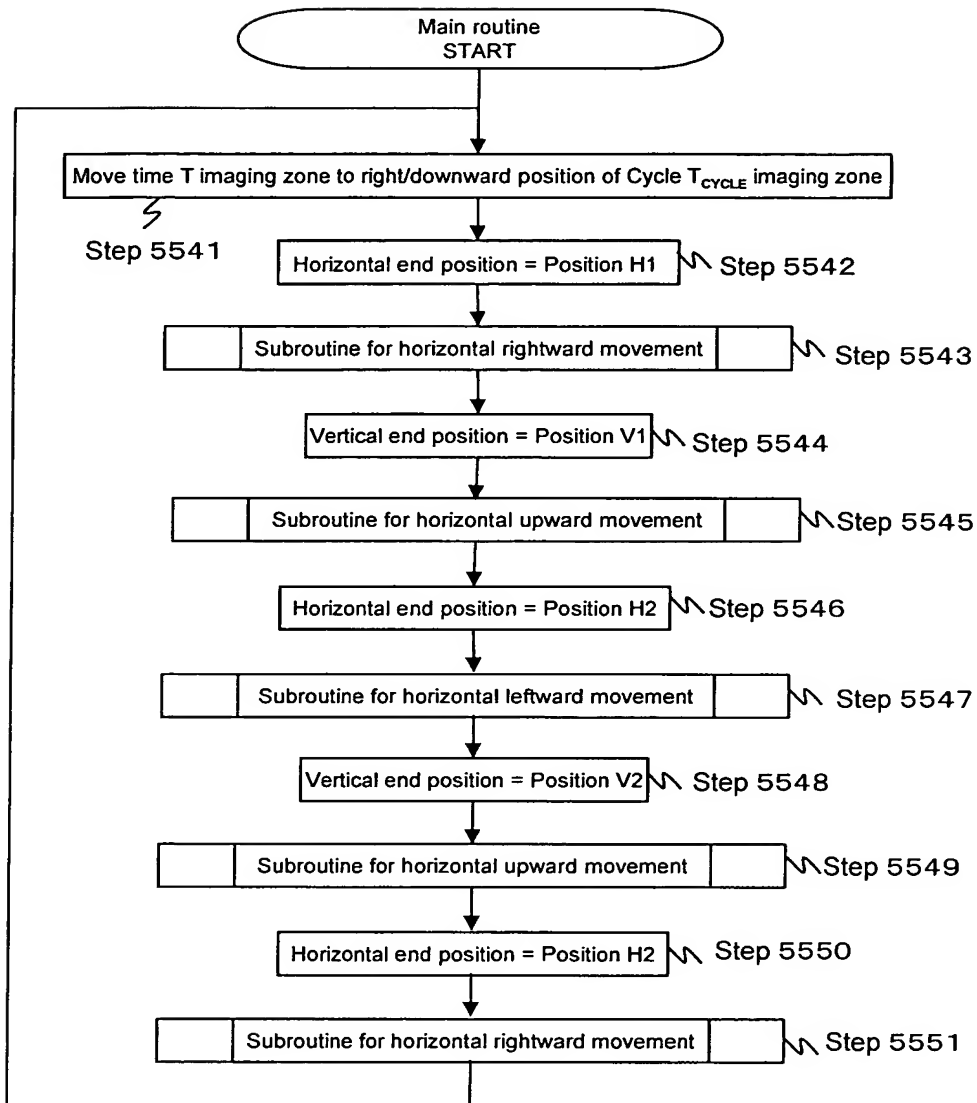 Main routine
START
Move time T imaging zone to right/downward position of Cycle TCYCLE imaging zone
Step 5541
Horizontal end position = Position H1
Step 5542
Subroutine for horizontal rightward movement
Step 5543
Vertical end position = Position V1
Step 5544
Subroutine for horizontal upward movement
Step 5545
Horizontal end position = Position H2
Step 5546
Subroutine for horizontal leftward movement
Step 5547
Vertical end position = Position V2
Step 5548
Subroutine for horizontal upward movement
Step 5549
Horizontal end position = Position H2
Step 5550
Subroutine for horizontal rightward movement
Step 5551